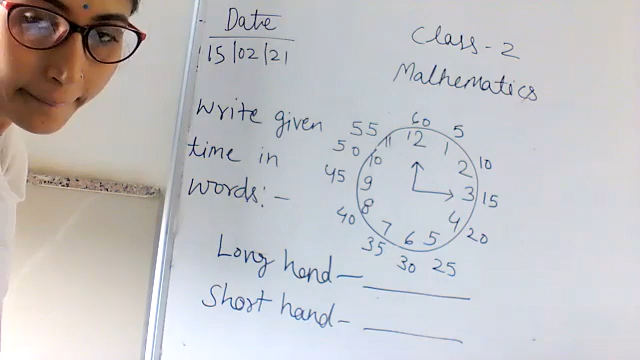 Date
15/02/21
Class - 2
Mathematics
Write given
time in
words:-
60
55 5
50 10
45 15
40 20
35 30 25
12
11 1
10 2
9 3
8 4
7 6 5
Long hand-
Short hand-